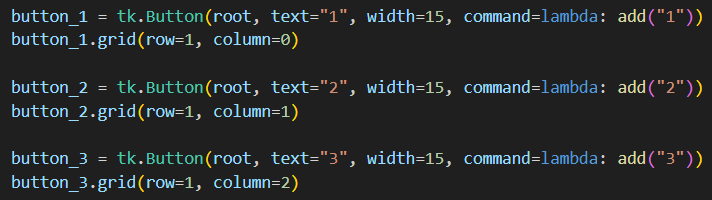 button_1 = tk.Button(root, text="1", width=15, command=lambda: add("1"))
button_1.grid(row=1, column=0)
button_2 = tk.Button(root, text="2", width=15, command=lambda: add("2"))
button_2.grid(row=1, column=1)
button_3 = tk.Button(root, text="3", width=15, command=lambda: add("3"))
button_3.grid(row=1, column=2)